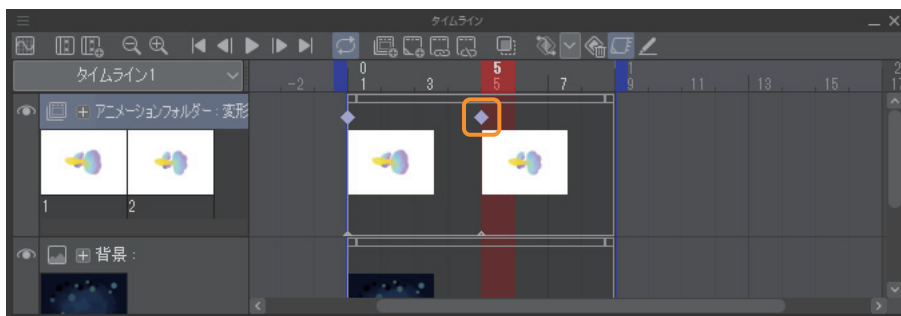 タイムライン
タイムライン1
0 5 1 2
-2 1 3 5 7 9 11 13 15 17
アニメーションフォルダー : 変形
1 2
背景 :